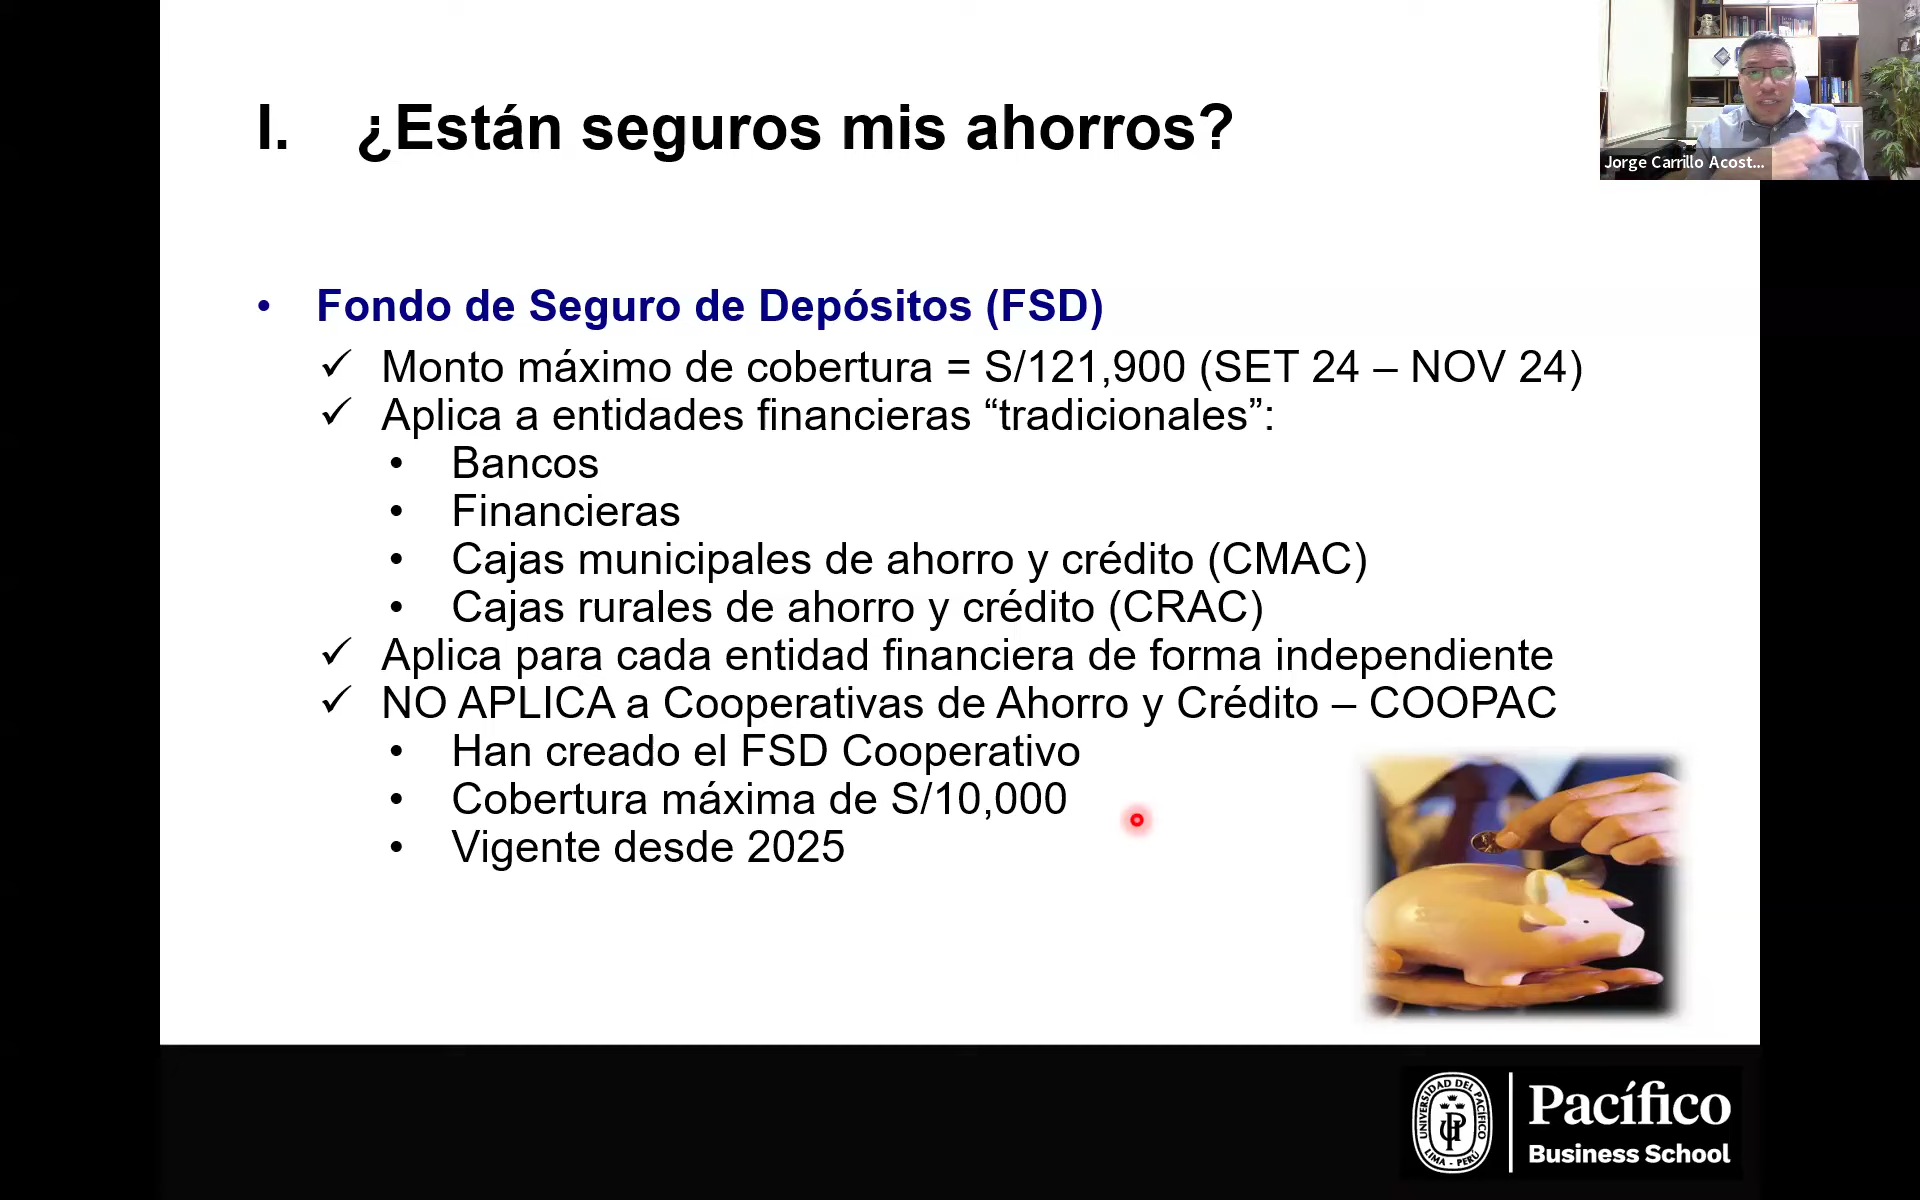 I. ¿Están seguros mis ahorros?
Jorge Carrillo Acost...
• Fondo de Seguro de Depósitos (FSD)
✓ Monto máximo de cobertura = S/121,900 (SET 24 – NOV 24)
✓ Aplica a entidades financieras “tradicionales”:
• Bancos
• Financieras
• Cajas municipales de ahorro y crédito (CMAC)
• Cajas rurales de ahorro y crédito (CRAC)
✓ Aplica para cada entidad financiera de forma independiente
✓ NO APLICA a Cooperativas de Ahorro y Crédito – COOPAC
• Han creado el FSD Cooperativo
• Cobertura máxima de S/10,000
• Vigente desde 2025
UNIVERSIDAD DEL PACÍFICO
LIMA - PERÚ
Pacífico
Business School